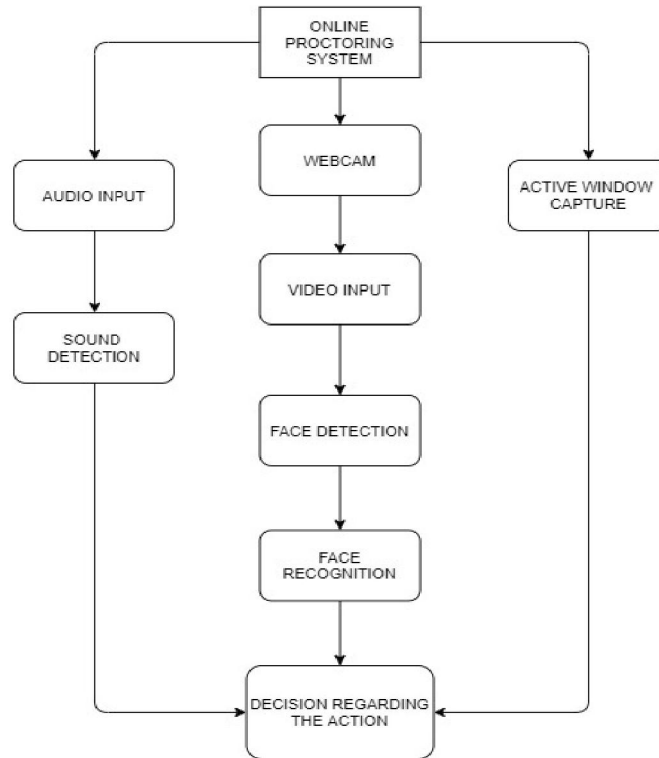 ONLINE
PROCTORING
SYSTEM
WEBCAM
AUDIO INPUT
ACTIVE WINDOW
CAPTURE
VIDEO INPUT
SOUND
DETECTION
FACE DETECTION
FACE
RECOGNITION
DECISION REGARDING
THE ACTION